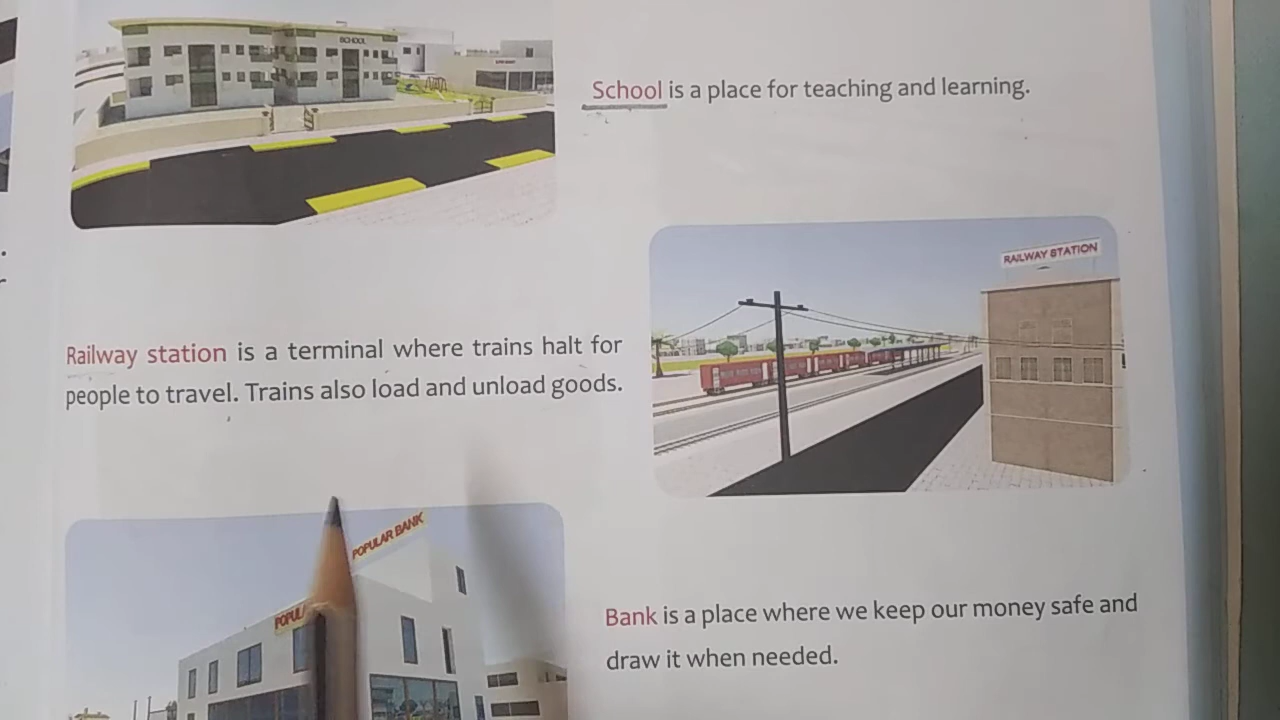 SCHOOL
School is a place for teaching and learning.
RAILWAY STATION
Railway station is a terminal where trains halt for
people to travel. Trains also load and unload goods.
POPULAR BANK
Bank is a place where we keep our money safe and
draw it when needed.